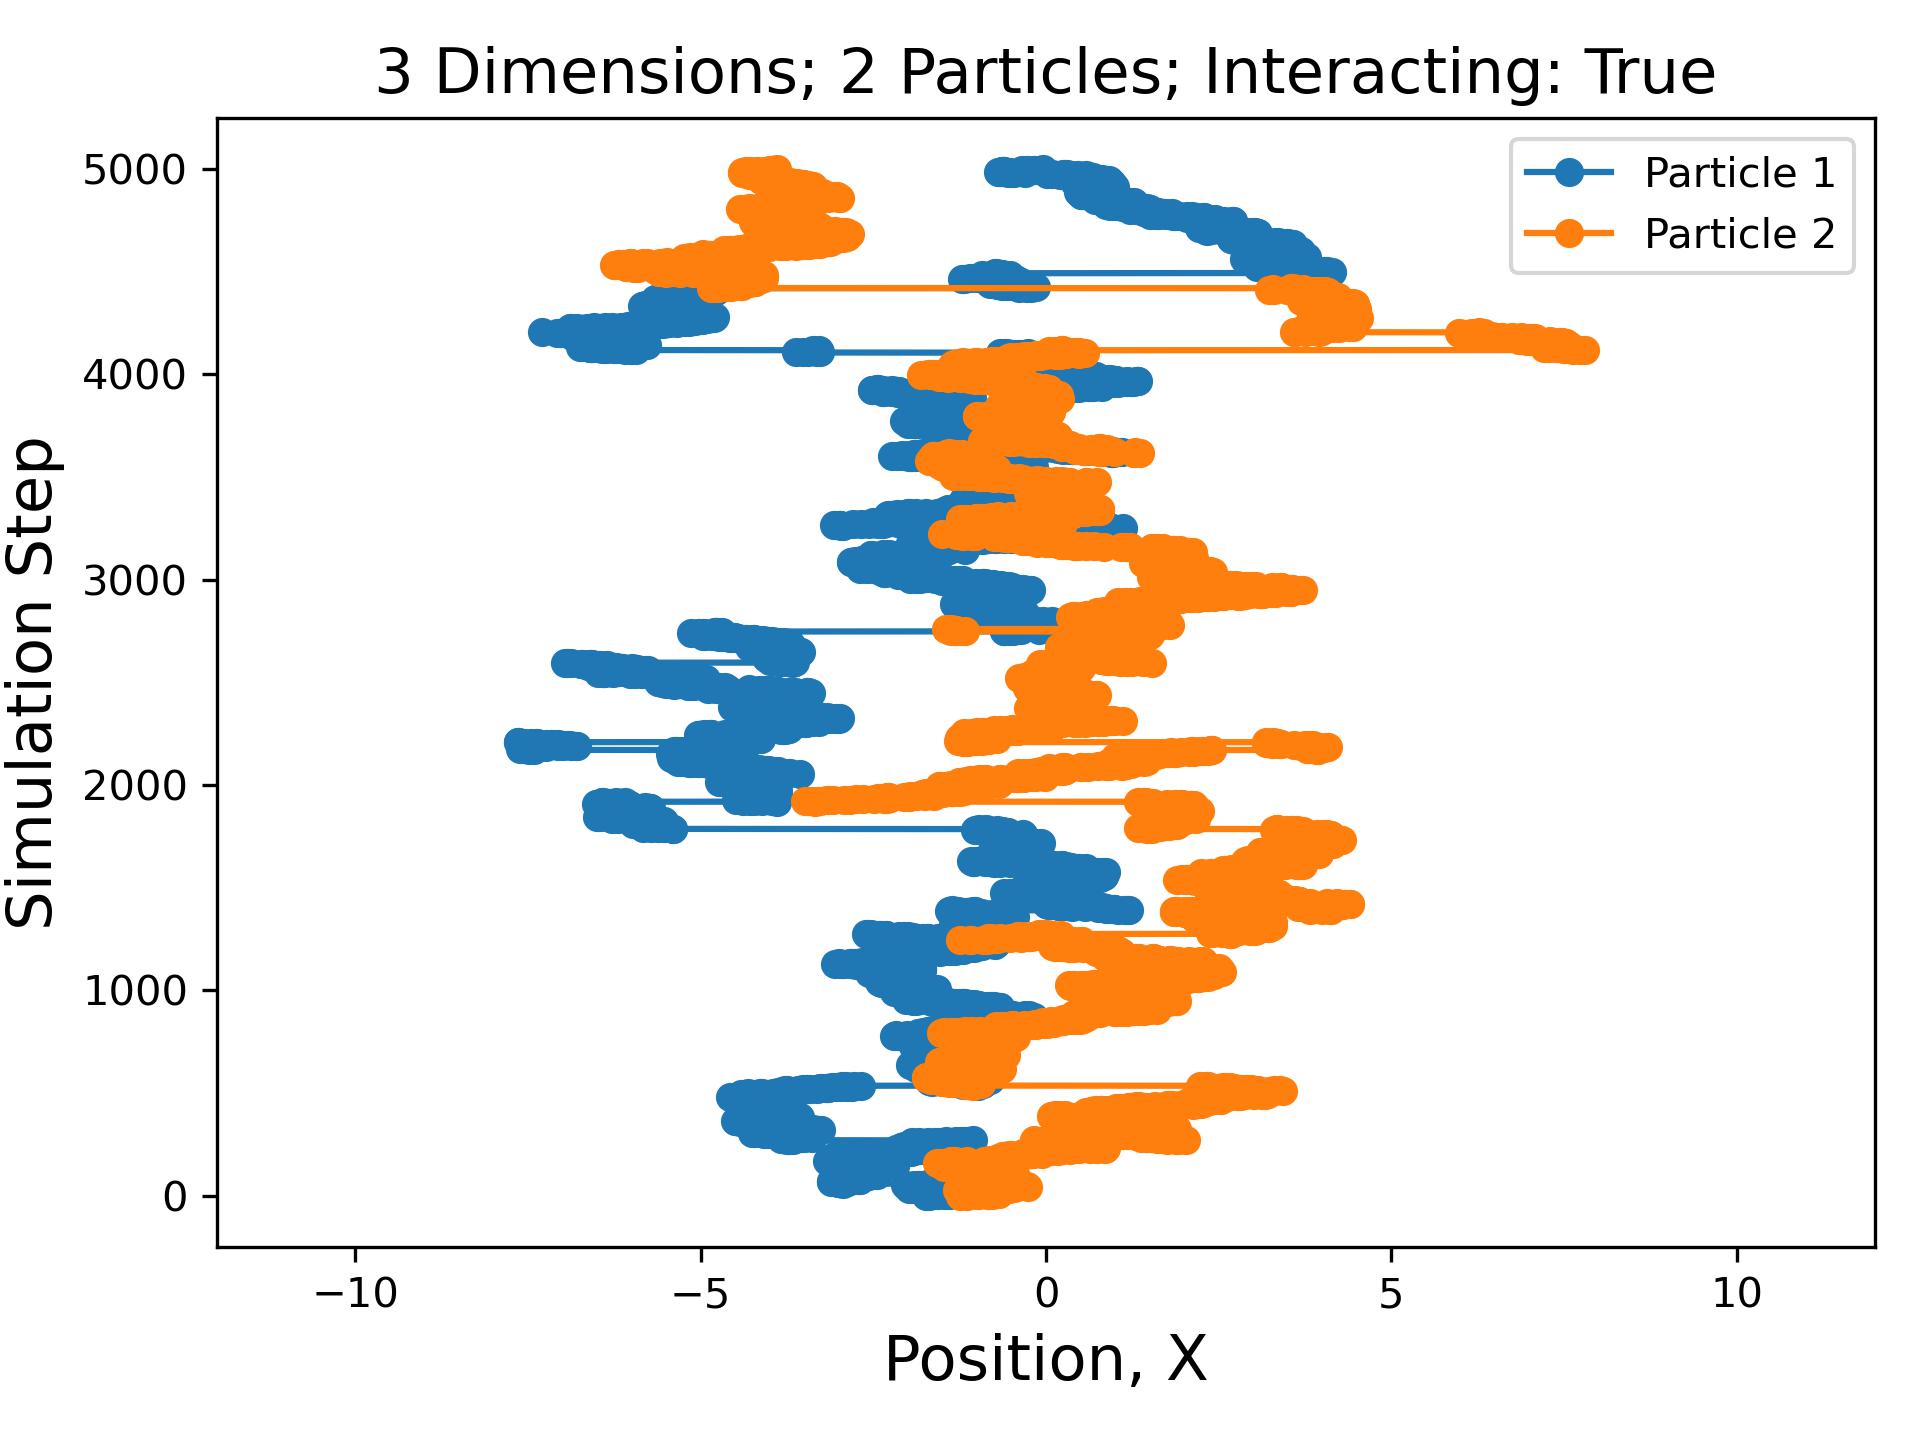 3 Dimensions; 2 Particles; Interacting: True
Particle 1
Particle 2
5000
4000
3000
2000
1000
0
Simulation Step
−10
−5
0
5
10
Position, X